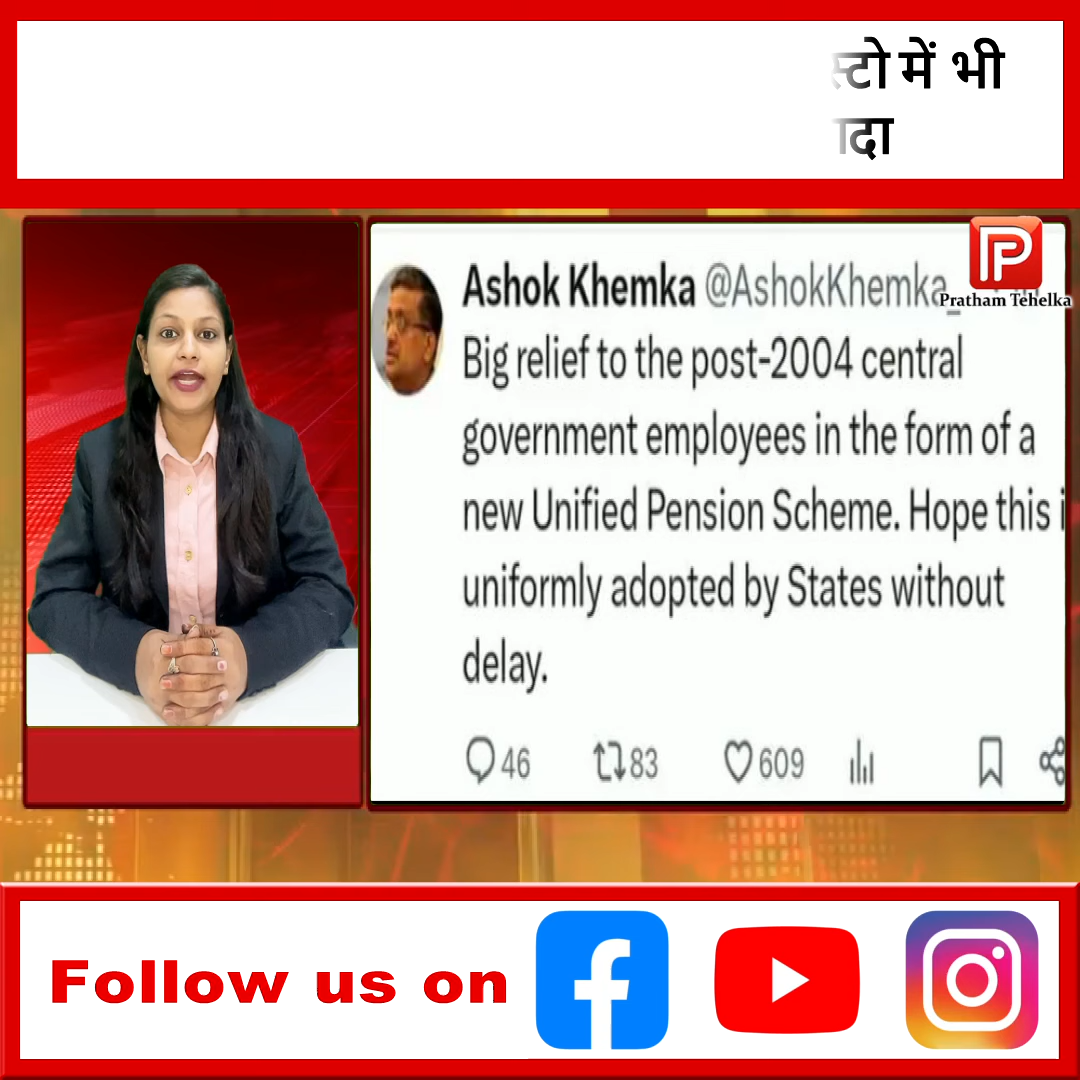 में भी
Ashok Khemka @AshokKhemka_
Pratham Tehelka
Big relief to the post-2004 central
government employees in the form of a
new Unified Pension Scheme. Hope this i
uniformly adopted by States without
delay.
46 83 609
Follow us on